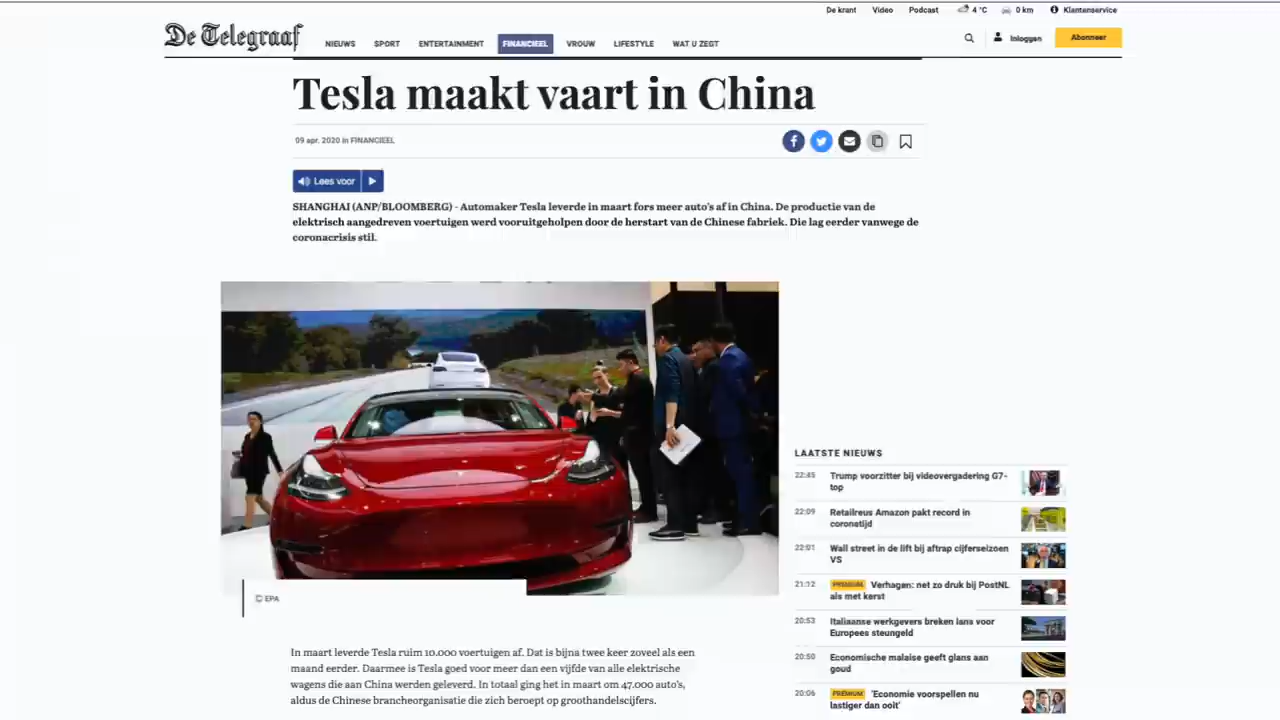 De krant Video Podcast 4 °C 0 km Klantenservice
De Telegraaf NIEUWS SPORT ENTERTAINMENT FINANCIEEL VROUW LIFESTYLE WAT U ZEGT Inloggen Abonneer
Tesla maakt vaart in China
09 apr. 2020 in FINANCIEEL
Lees voor
SHANGHAI (ANP/BLOOMBERG) - Automaker Tesla leverde in maart fors meer auto's af in China. De productie van de
elektrisch aangedreven voertuigen werd vooruitgeholpen door de herstart van de Chinese fabriek. Die lag eerder vanwege de
coronacrisis stil.
© EPA
In maart leverde Tesla ruim 10.000 voertuigen af. Dat is bijna twee keer zoveel als een
maand eerder. Daarmee is Tesla goed voor meer dan een vijfde van alle elektrische
wagens die aan China werden geleverd. In totaal ging het in maart om 47.000 auto's,
aldus de Chinese brancheorganisatie die zich beroept op groothandelscijfers.
LAATSTE NIEUWS
22:45 Trump voorzitter bij videovergadering G7-
top
22:09 Retailreus Amazon pakt record in
coronatijd
22:01 Wall street in de lift bij aftrap cijferseizoen
VS
21:12 PREMIUM Verhagen: net zo druk bij PostNL
als met kerst
20:53 Italiaanse werkgevers breken lans voor
Europees steungeld
20:50 Economische malaise geeft glans aan
goud
20:06 PREMIUM 'Economie voorspellen nu
lastiger dan ooit'